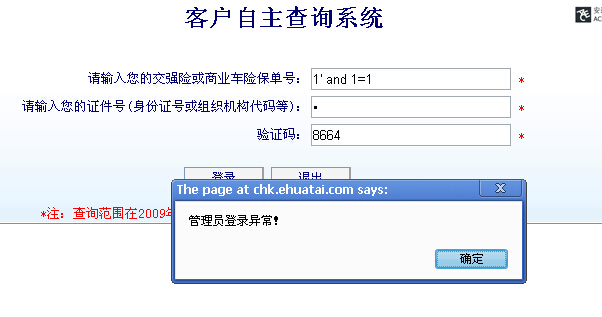 客户自主查询系统
安
AC
请输入您的交强险或商业车险保单号： 1' and 1=1 *
请输入您的证件号(身份证号或组织机构代码等)： • *
验证码： 8664 *
登录 退出
The page at chk.ehuatai.com says:
*注：查询范围在2009年
管理员登录异常!
确定